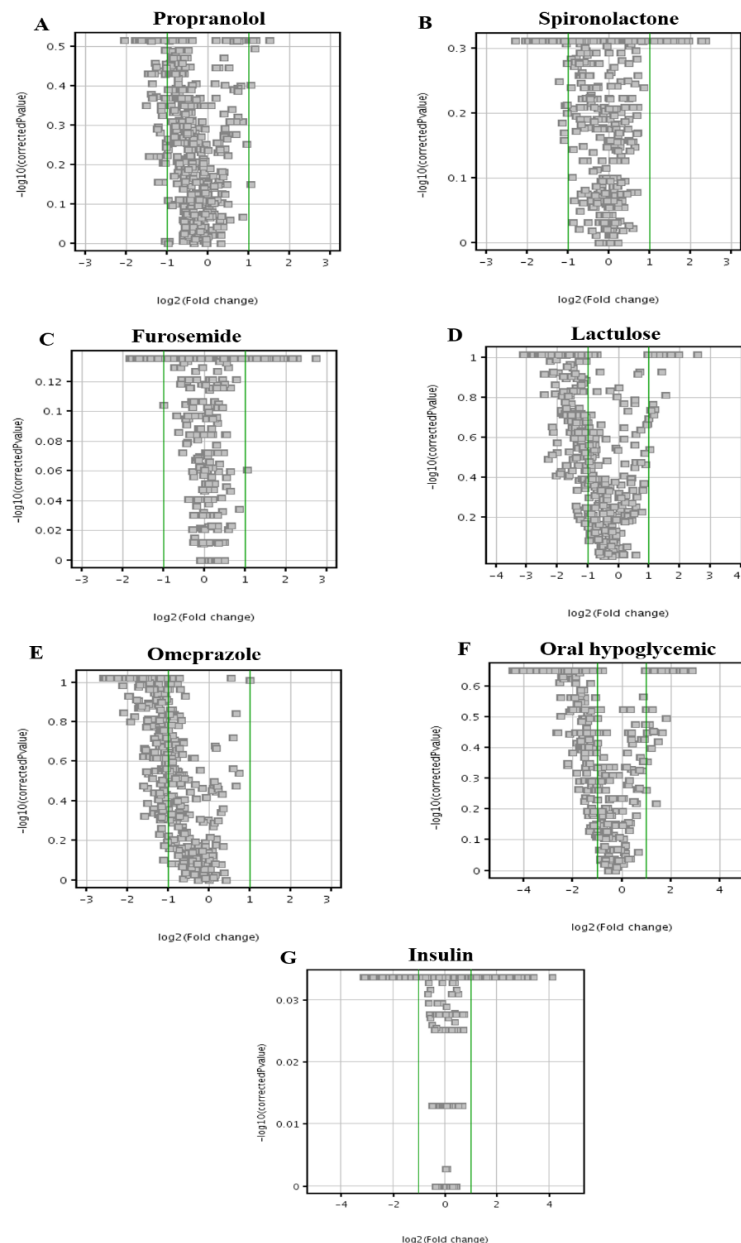 A Propranolol
−log10(correctedPvalue)
0.5
0.4
0.3
0.2
0.1
0
−3 −2 −1 0 1 2 3
log2(Fold change)
B Spironolactone
−log10(correctedPvalue)
0.3
0.2
0.1
0
−3 −2 −1 0 1 2 3
log2(Fold change)
C Furosemide
−log10(correctedPvalue)
0.12
0.1
0.08
0.06
0.04
0.02
0
−3 −2 −1 0 1 2 3
log2(Fold change)
D Lactulose
−log10(correctedPvalue)
1
0.8
0.6
0.4
0.2
−4 −3 −2 −1 0 1 2 3 4
log2(Fold change)
E Omeprazole
−log10(correctedPvalue)
1
0.8
0.6
0.4
0.2
0
−3 −2 −1 0 1 2 3
log2(Fold change)
F Oral hypoglycemic
−log10(correctedPvalue)
0.6
0.5
0.4
0.3
0.2
0.1
0
−4 −2 0 2 4
log2(Fold change)
G Insulin
−log10(correctedPvalue)
0.03
0.02
0.01
0
−4 −2 0 2 4
log2(Fold change)